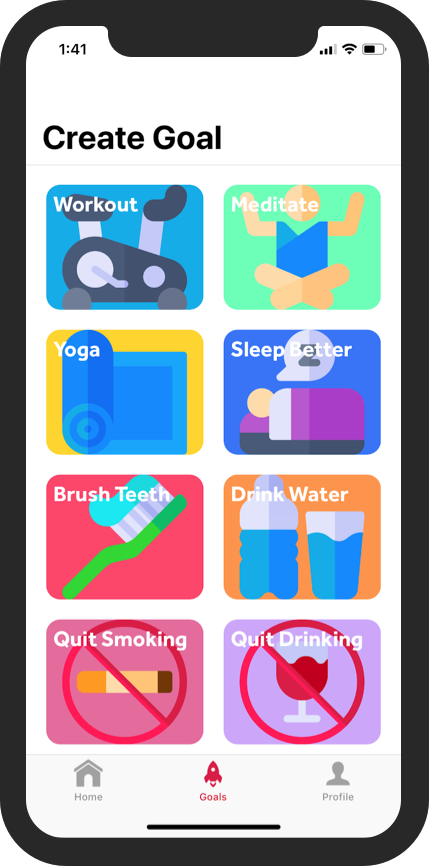 1:41
Create Goal
Workout
Meditate
Yoga
Sleep Better
Brush Teeth
Drink Water
Quit Smoking
Quit Drinking
Home
Goals
Profile